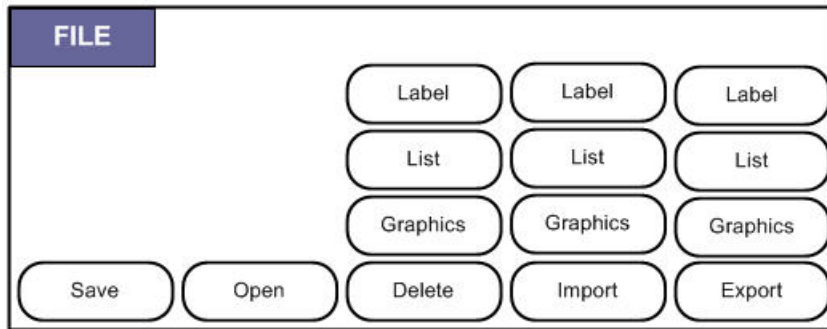 FILE
Label Label Label
List List List
Graphics Graphics Graphics
Save Open Delete Import Export